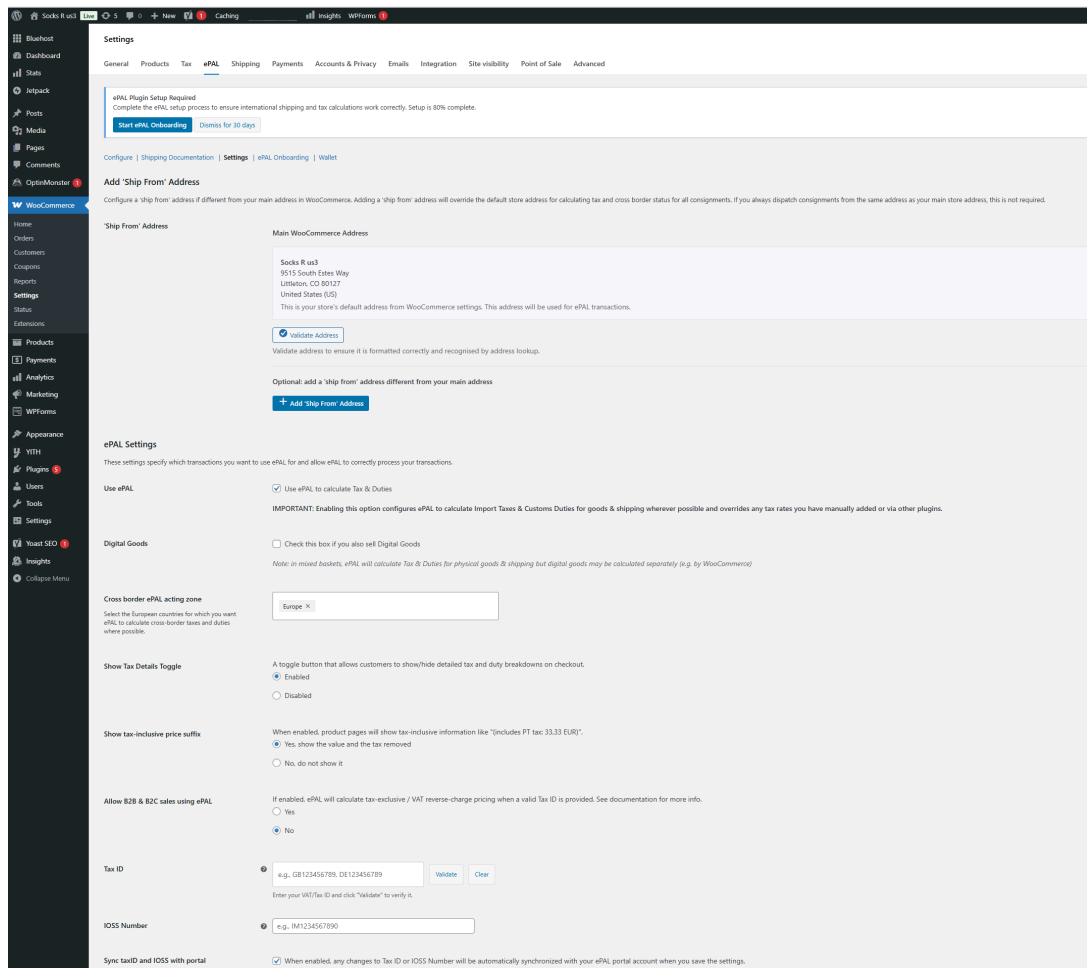 Socks R us3 Live 5 0 New 1 Caching Insights WPForms 1
Bluehost
Dashboard
Stats
Jetpack
Posts
Media
Pages
Comments
OptinMonster 1
WooCommerce
Home
Orders
Customers
Coupons
Reports
Settings
Status
Extensions
Products
Payments
Analytics
Marketing
WPForms
Appearance
YITH
Plugins 5
Users
Tools
Settings
Yoast SEO 1
Insights
Collapse Menu
Settings
General Products Tax ePAL Shipping Payments Accounts & Privacy Emails Integration Site visibility Point of Sale Advanced
ePAL Plugin Setup Required
Complete the ePAL setup process to ensure international shipping and tax calculations work correctly. Setup is 80% complete.
Start ePAL Onboarding Dismiss for 30 days
Configure | Shipping Documentation | Settings | ePAL Onboarding | Wallet
Add 'Ship From' Address
Configure a 'ship from' address if different from your main address in WooCommerce. Adding a 'ship from' address will override the default store address for calculating tax and cross border status for all consignments. If you always dispatch consignments from the same address as your main store address, this is not required.
'Ship From' Address
Main WooCommerce Address
Socks R us3
9515 South Estes Way
Littleton, CO 80127
United States (US)
This is your store's default address from WooCommerce settings. This address will be used for ePAL transactions.
Validate Address
Validate address to ensure it is formatted correctly and recognised by address lookup.
Optional: add a 'ship from' address different from your main address
+ Add 'Ship From' Address
ePAL Settings
These settings specify which transactions you want to use ePAL for and allow ePAL to correctly process your transactions.
Use ePAL
Use ePAL to calculate Tax & Duties
IMPORTANT: Enabling this option configures ePAL to calculate Import Taxes & Customs Duties for goods & shipping wherever possible and overrides any tax rates you have manually added or via other plugins.
Digital Goods
Check this box if you also sell Digital Goods
Note: in mixed baskets, ePAL will calculate Tax & Duties for physical goods & shipping but digital goods may be calculated separately (e.g. by WooCommerce)
Cross border ePAL acting zone
Select the European countries for which you want
ePAL to calculate cross-border taxes and duties
where possible.
Europe ×
Show Tax Details Toggle
A toggle button that allows customers to show/hide detailed tax and duty breakdowns on checkout.
Enabled
Disabled
Show tax-inclusive price suffix
When enabled, product pages will show tax-inclusive information like "(includes PT tax: 33,33 EUR)".
Yes, show the value and the tax removed
No, do not show it
Allow B2B & B2C sales using ePAL
If enabled, ePAL will calculate tax-exclusive / VAT reverse-charge pricing when a valid Tax ID is provided. See documentation for more info.
Yes
No
Tax ID
e.g., GB123456789, DE123456789 Validate Clear
Enter your VAT/Tax ID and click "Validate" to verify it.
IOSS Number
e.g., IM1234567890
Sync taxID and IOSS with portal
When enabled, any changes to Tax ID or IOSS Number will be automatically synchronized with your ePAL portal account when you save the settings.